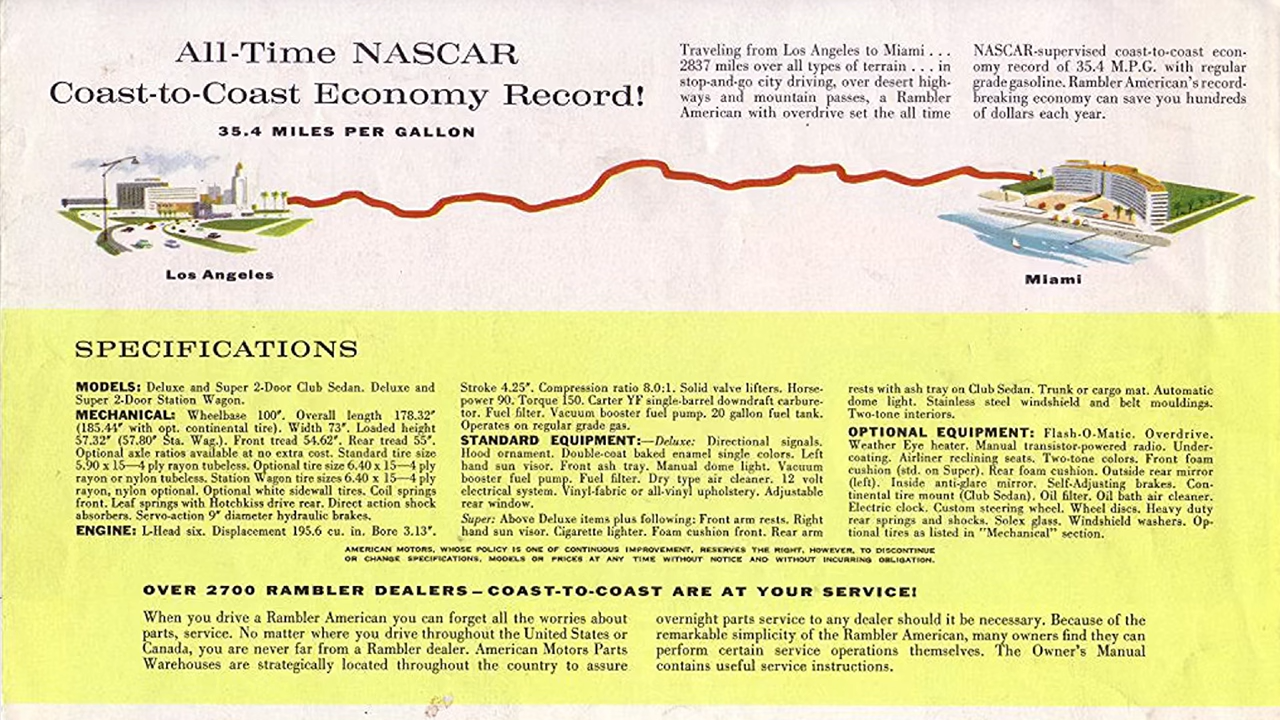 All-Time NASCAR
Coast-to-Coast Economy Record!
35.4 MILES PER GALLON
Traveling from Los Angeles to Miami . . .
2837 miles over all types of terrain . . . in
stop-and-go city driving, over desert high-
ways and mountain passes, a Rambler
American with overdrive set the all time
NASCAR-supervised coast-to-coast econ-
omy record of 35.4 M.P.G. with regular
grade gasoline. Rambler American's record-
breaking economy can save you hundreds
of dollars each year.
Los Angeles
Miami
SPECIFICATIONS
MODELS: Deluxe and Super 2-Door Club Sedan. Deluxe and
Super 2-Door Station Wagon.
MECHANICAL: Wheelbase 100". Overall length 178.32"
(185.44" with opt. continental tire). Width 73". Loaded height
57.32" (57.80" Sta. Wag.). Front tread 54.62". Rear tread 55".
Optional axle ratios available at no extra cost. Standard tire size
5.90 x 15—4 ply rayon tubeless. Optional tire size 6.40 x 15—4 ply
rayon or nylon tubeless. Station Wagon tire sizes 6.40 x 15—4 ply
rayon, nylon optional. Optional white sidewall tires. Coil springs
front. Leaf springs with Hotchkiss drive rear. Direct action shock
absorbers. Servo-action 9" diameter hydraulic brakes.
ENGINE: L-Head six. Displacement 195.6 cu. in. Bore 3.13".
Stroke 4.25". Compression ratio 8.0:1. Solid valve lifters. Horse-
power 90. Torque 150. Carter YF single-barrel downdraft carbure-
tor. Fuel filter. Vacuum booster fuel pump. 20 gallon fuel tank.
Operates on regular grade gas.
STANDARD EQUIPMENT:—Deluxe: Directional signals.
Hood ornament. Double-coat baked enamel single colors. Left
hand sun visor. Front ash tray. Manual dome light. Vacuum
booster fuel pump. Fuel filter. Dry type air cleaner. 12 volt
electrical system. Vinyl-fabric or all-vinyl upholstery. Adjustable
rear window.
Super: Above Deluxe items plus following: Front arm rests. Right
hand sun visor. Cigarette lighter. Foam cushion front. Rear arm
rests with ash tray on Club Sedan. Trunk or cargo mat. Automatic
dome light. Stainless steel windshield and belt mouldings.
Two-tone interiors.
OPTIONAL EQUIPMENT: Flash-O-Matic. Overdrive.
Weather Eye heater. Manual transistor-powered radio. Under-
coating. Airliner reclining seats. Two-tone colors. Front foam
cushion (std. on Super). Rear foam cushion. Outside rear mirror
(left). Inside anti-glare mirror. Self-Adjusting brakes. Con-
tinental tire mount (Club Sedan). Oil filter. Oil bath air cleaner.
Electric clock. Custom steering wheel. Wheel discs. Heavy duty
rear springs and shocks. Solex glass. Windshield washers. Op-
tional tires as listed in "Mechanical" section.
AMERICAN MOTORS, WHOSE POLICY IS ONE OF CONTINUOUS IMPROVEMENT, RESERVES THE RIGHT, HOWEVER, TO DISCONTINUE
OR CHANGE SPECIFICATIONS, MODELS OR PRICES AT ANY TIME WITHOUT NOTICE AND WITHOUT INCURRING OBLIGATION.
OVER 2700 RAMBLER DEALERS—COAST-TO-COAST ARE AT YOUR SERVICE!
When you drive a Rambler American you can forget all the worries about
parts, service. No matter where you drive throughout the United States or
Canada, you are never far from a Rambler dealer. American Motors Parts
Warehouses are strategically located throughout the country to assure
overnight parts service to any dealer should it be necessary. Because of the
remarkable simplicity of the Rambler American, many owners find they can
perform certain service operations themselves. The Owner's Manual
contains useful service instructions.